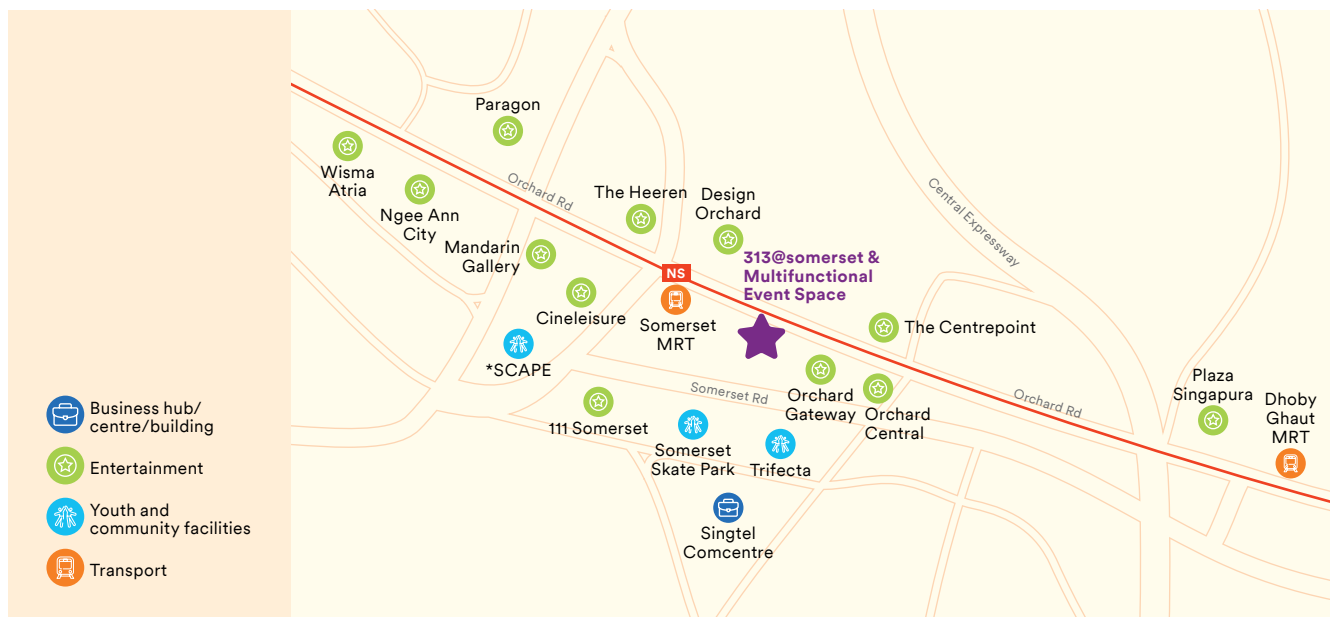 Paragon
Wisma
Atria
Ngee Ann
City
Orchard Rd
The Heeren
Design
Orchard
Mandarin
Gallery
Central Expressway
313@somerset &
Multifunctional
Event Space
NS
Cineleisure
Somerset
MRT
The Centrepoint
*SCAPE
Somerset Rd
Orchard
Gateway
Orchard
Central
Orchard Rd
Plaza
Singapura
Dhoby
Ghaut
MRT
111 Somerset
Somerset
Skate Park
Trifecta
Singtel
Comcentre
Business hub/
centre/building
Entertainment
Youth and
community facilities
Transport